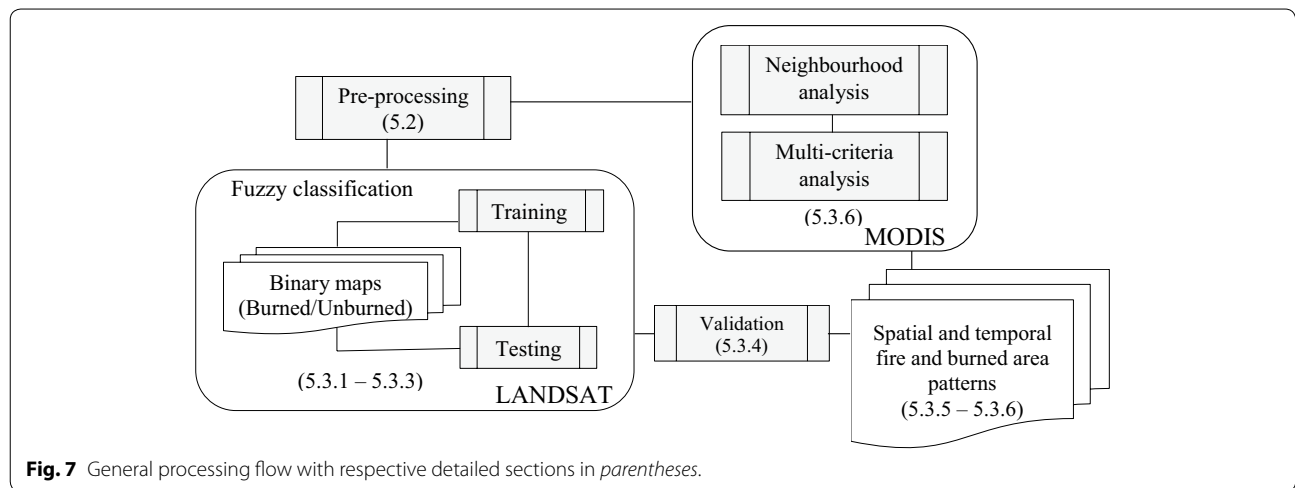 Pre-processing
(5.2)
Neighbourhood
analysis
Multi-criteria
analysis
(5.3.6)
MODIS
Fuzzy classification
Training
Binary maps
(Burned/Unburned)
Testing
(5.3.1 – 5.3.3)
LANDSAT
Validation
(5.3.4)
Spatial and temporal
fire and burned area
patterns
(5.3.5 – 5.3.6)
Fig. 7 General processing flow with respective detailed sections in parentheses.